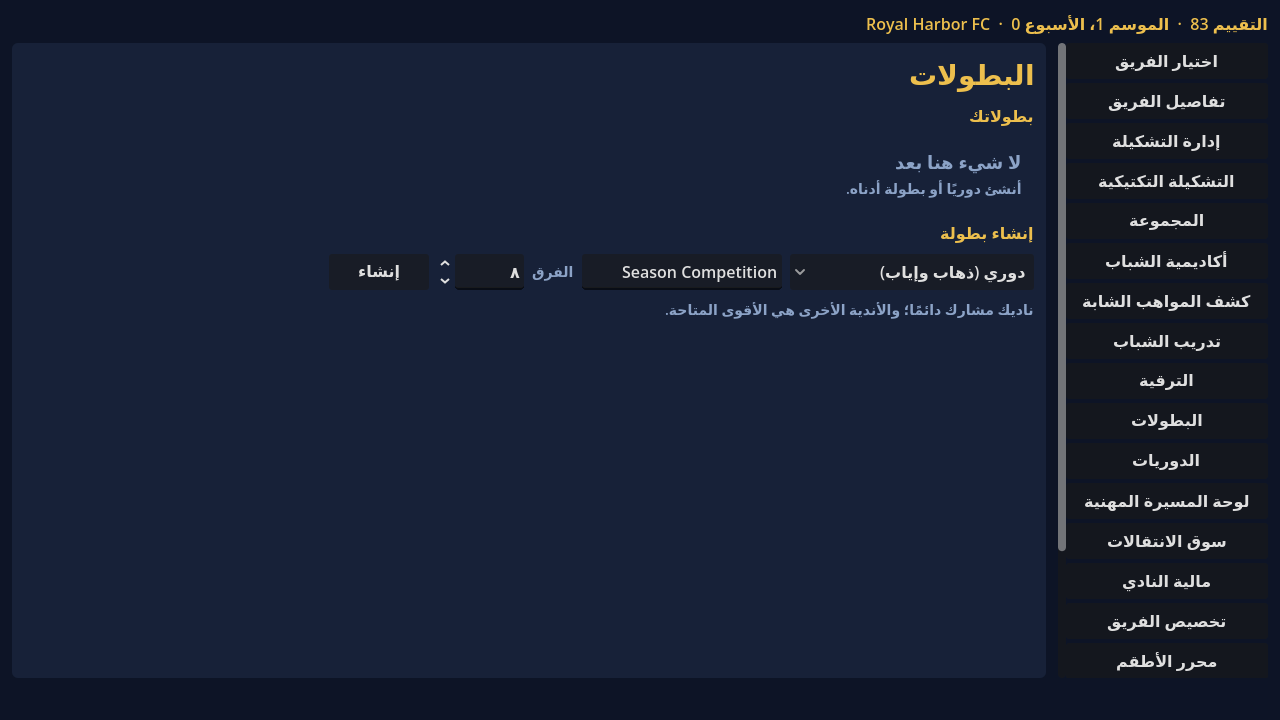 التقييم 83 · الموسم 1، الأسبوع 0 · Royal Harbor FC
اختيار الفريق
تفاصيل الفريق
إدارة التشكيلة
التشكيلة التكتيكية
المجموعة
أكاديمية الشباب
كشف المواهب الشابة
تدريب الشباب
الترقية
البطولات
الدوريات
لوحة المسيرة المهنية
سوق الانتقالات
مالية النادي
تخصيص الفريق
محرر الأطقم
البطولات
بطولاتك
لا شيء هنا بعد
أنشئ دوريًا أو بطولة أدناه.
إنشاء بطولة
دوري (ذهاب وإياب) Season Competition الفرق ٨ إنشاء
ناديك مشارك دائمًا؛ والأندية الأخرى هي الأقوى المتاحة.